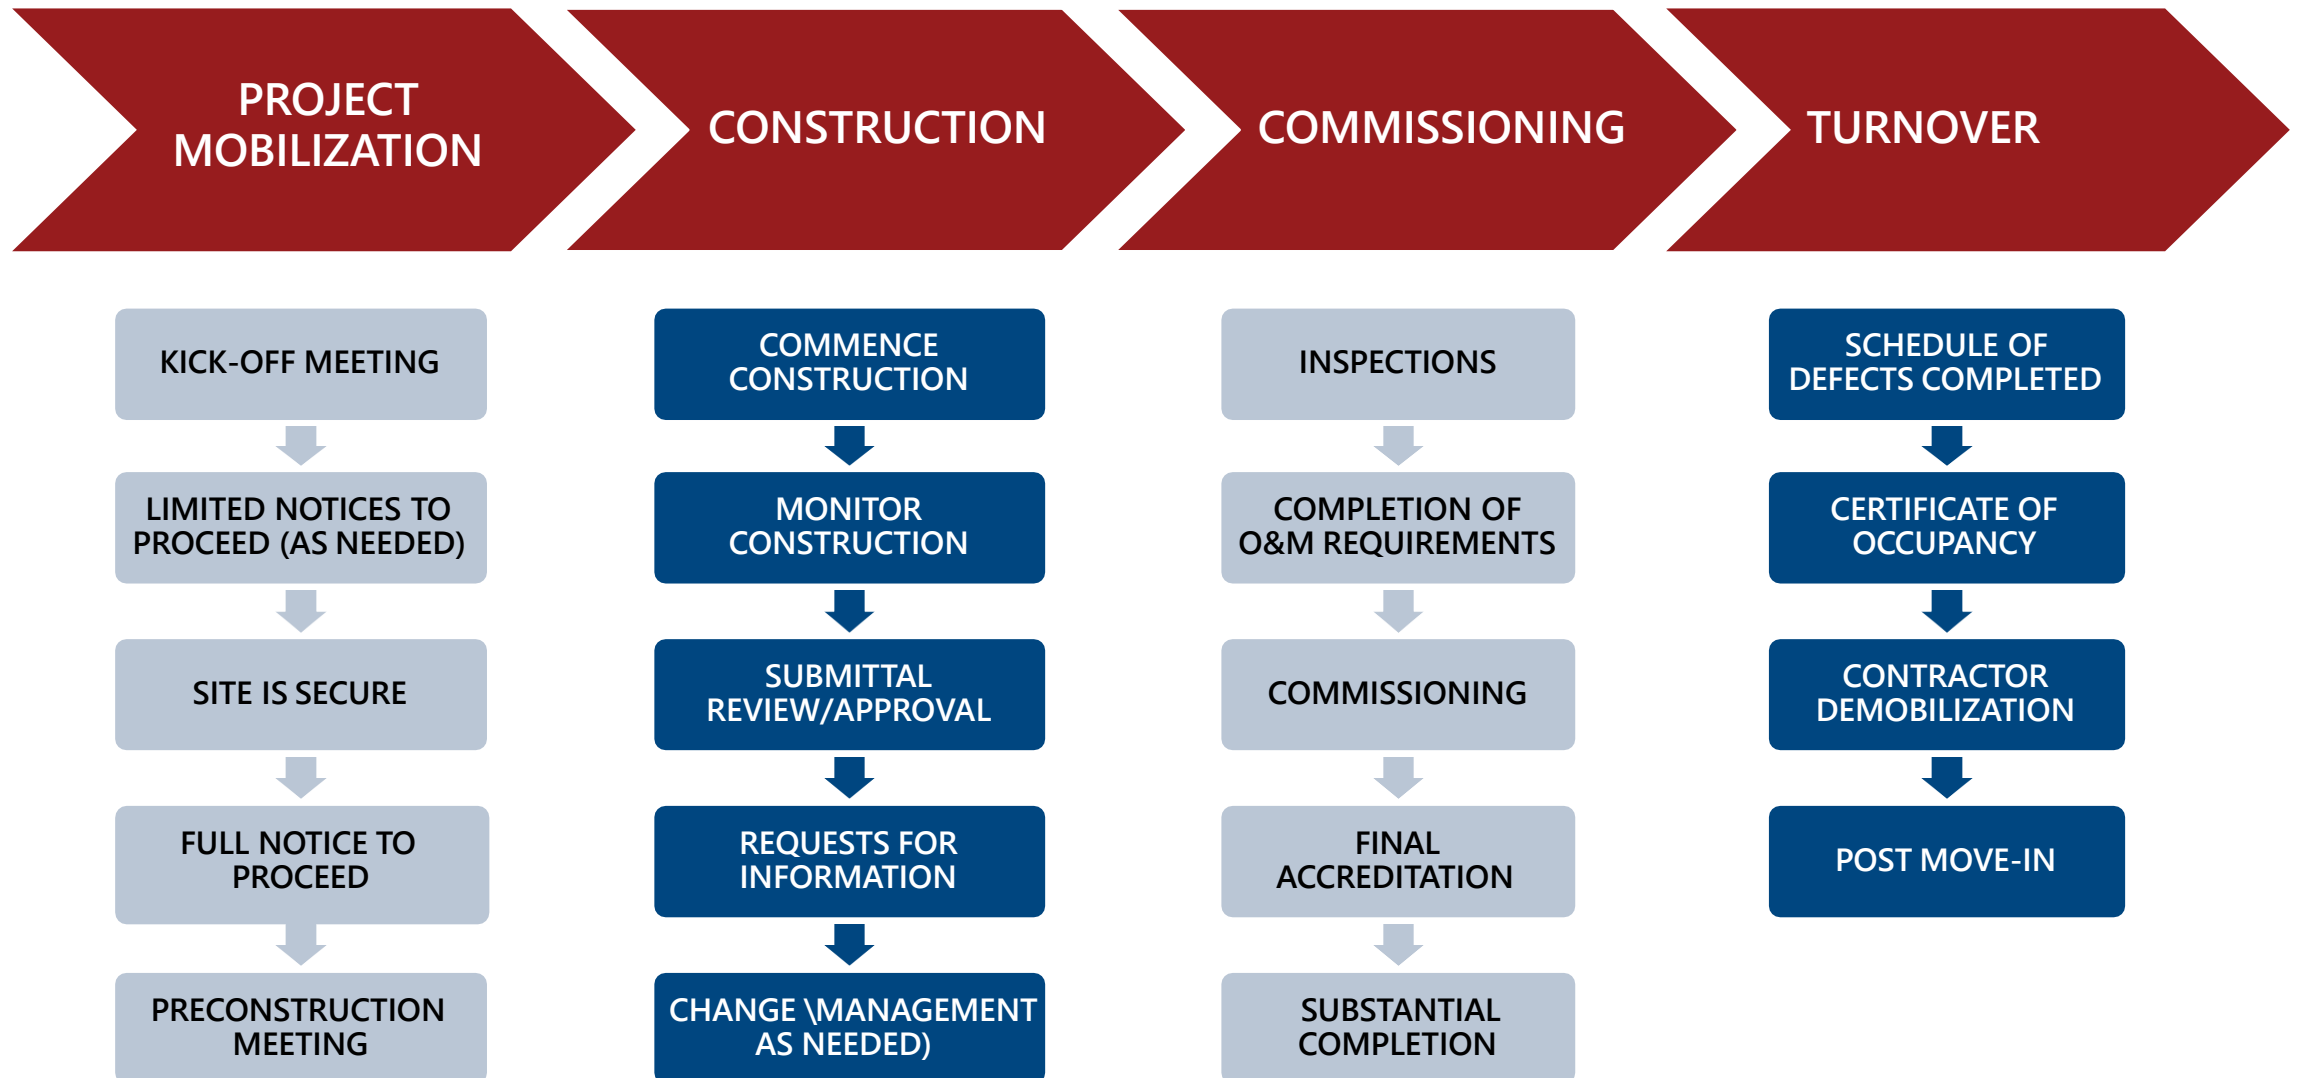 PROJECT
MOBILIZATION
CONSTRUCTION
COMMISSIONING
TURNOVER
KICK-OFF MEETING
LIMITED NOTICES TO
PROCEED (AS NEEDED)
SITE IS SECURE
FULL NOTICE TO
PROCEED
PRECONSTRUCTION
MEETING
COMMENCE
CONSTRUCTION
MONITOR
CONSTRUCTION
SUBMITTAL
REVIEW/APPROVAL
REQUESTS FOR
INFORMATION
CHANGE \MANAGEMENT
AS NEEDED)
INSPECTIONS
COMPLETION OF
O&M REQUIREMENTS
COMMISSIONING
FINAL
ACCREDITATION
SUBSTANTIAL
COMPLETION
SCHEDULE OF
DEFECTS COMPLETED
CERTIFICATE OF
OCCUPANCY
CONTRACTOR
DEMOBILIZATION
POST MOVE-IN